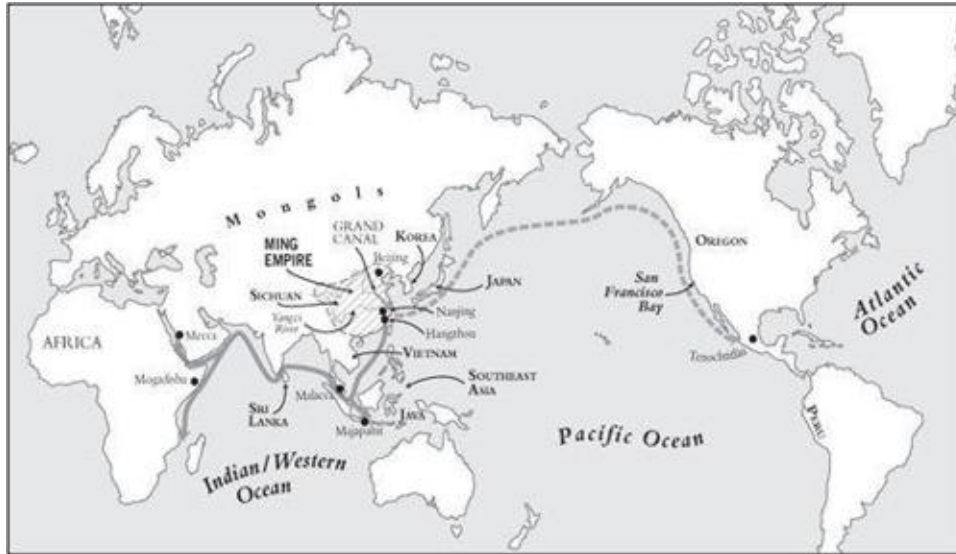 Mongols
GRAND
CANAL
KOREA
MING
EMPIRE
Beijing
OREGON
SICHUAN
JAPAN
San
Francisco
Bay
Atlantic
Ocean
Yangzi
River
Nanjing
Hangzhou
AFRICA
Mecca
VIETNAM
Tenochtitlán
Mogadishu
SOUTHEAST
ASIA
Malacca
SRI
LANKA
JAVA
Majapahit
PERU
Pacific Ocean
Indian/Western
Ocean